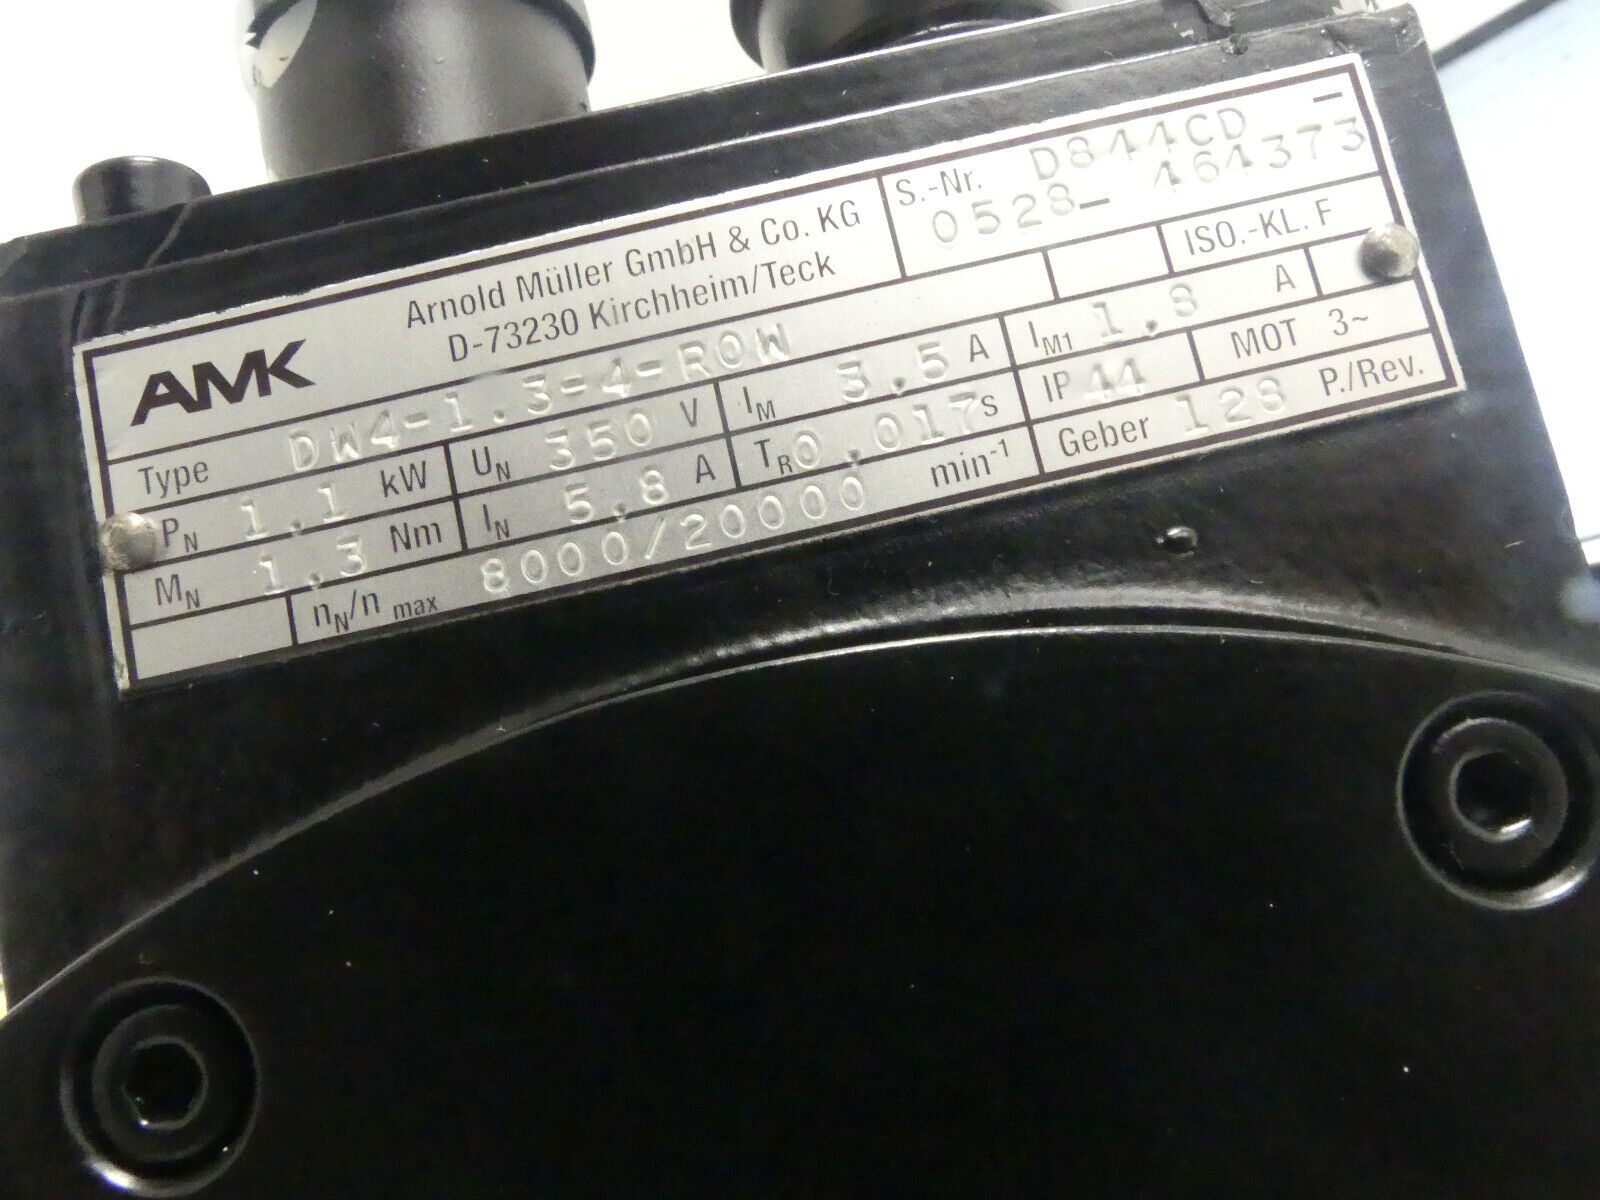 AMK
Arnold Müller GmbH & Co. KG
D-73230 Kirchheim/Teck
S.-Nr. D844CD -
0528- 464373
Type DW4-1.3-4-ROW
ISO.-KL. F
PN 1.1 kW
UN 350 V
IM 3,5 A
IM1 1,8 A
MN 1.3 Nm
IN 5,8 A
TR 0,017 s
IP 44
MOT 3~
nN/n max 8000/20000 min-1
Geber 128 P./Rev.